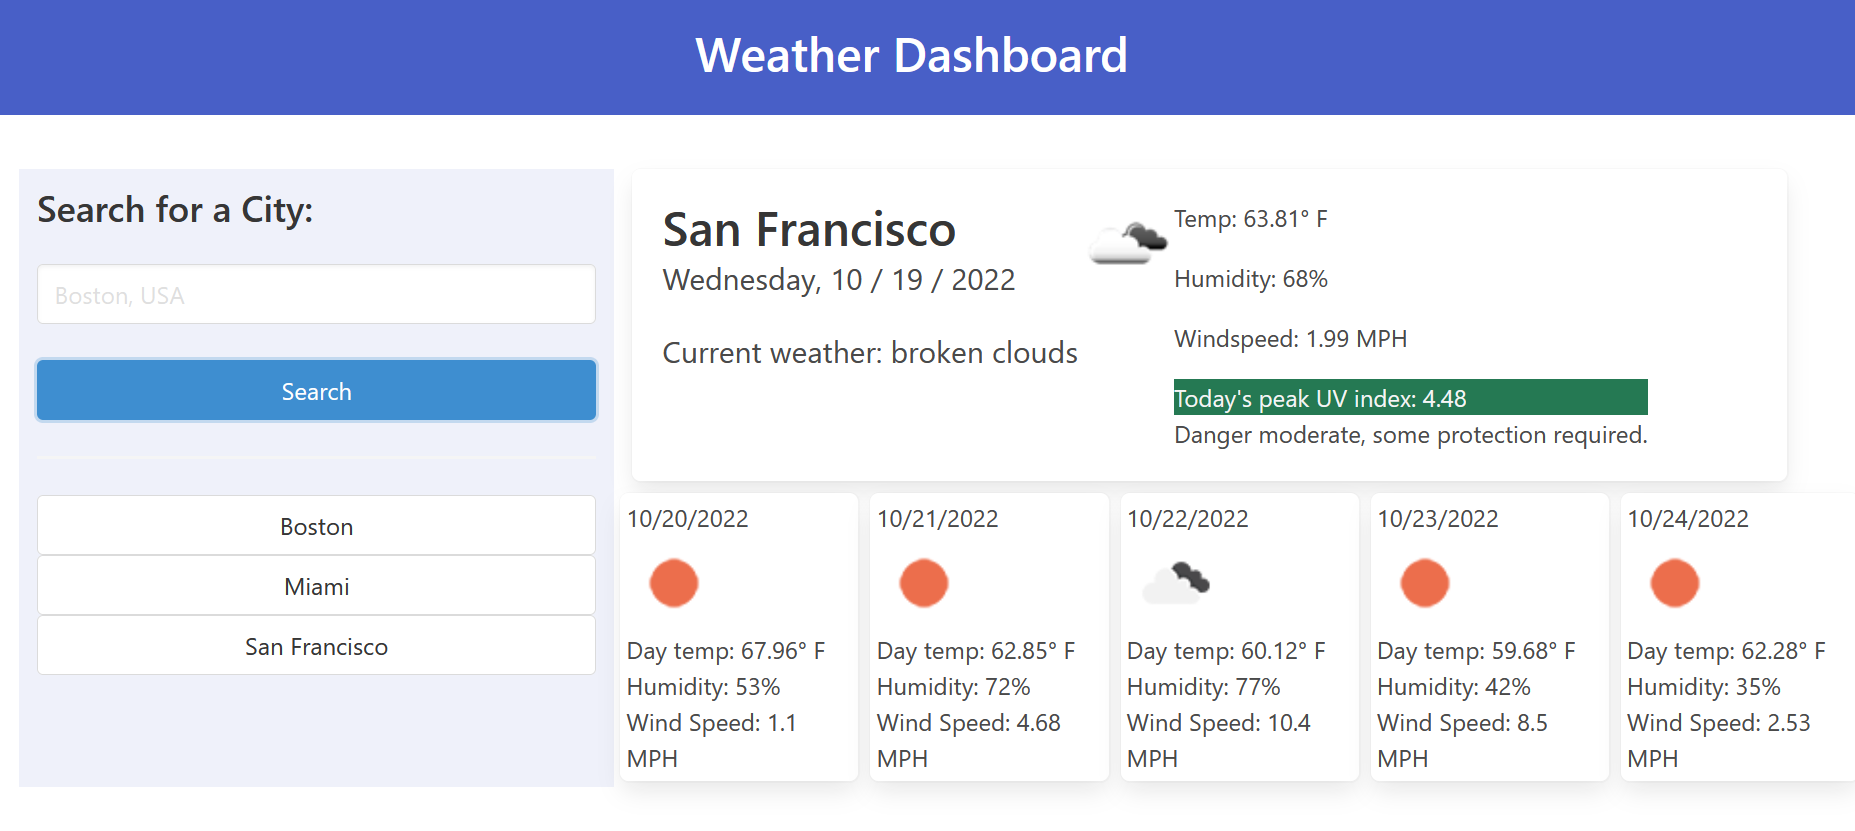 Weather Dashboard
Search for a City:
Boston, USA
Search
Boston
Miami
San Francisco
San Francisco
Wednesday, 10 / 19 / 2022
Current weather: broken clouds
Temp: 63.81° F
Humidity: 68%
Windspeed: 1.99 MPH
Today's peak UV index: 4.48
Danger moderate, some protection required.
10/20/2022
Day temp: 67.96° F
Humidity: 53%
Wind Speed: 1.1
MPH
10/21/2022
Day temp: 62.85° F
Humidity: 72%
Wind Speed: 4.68
MPH
10/22/2022
Day temp: 60.12° F
Humidity: 77%
Wind Speed: 10.4
MPH
10/23/2022
Day temp: 59.68° F
Humidity: 42%
Wind Speed: 8.5
MPH
10/24/2022
Day temp: 62.28° F
Humidity: 35%
Wind Speed: 2.53
MPH